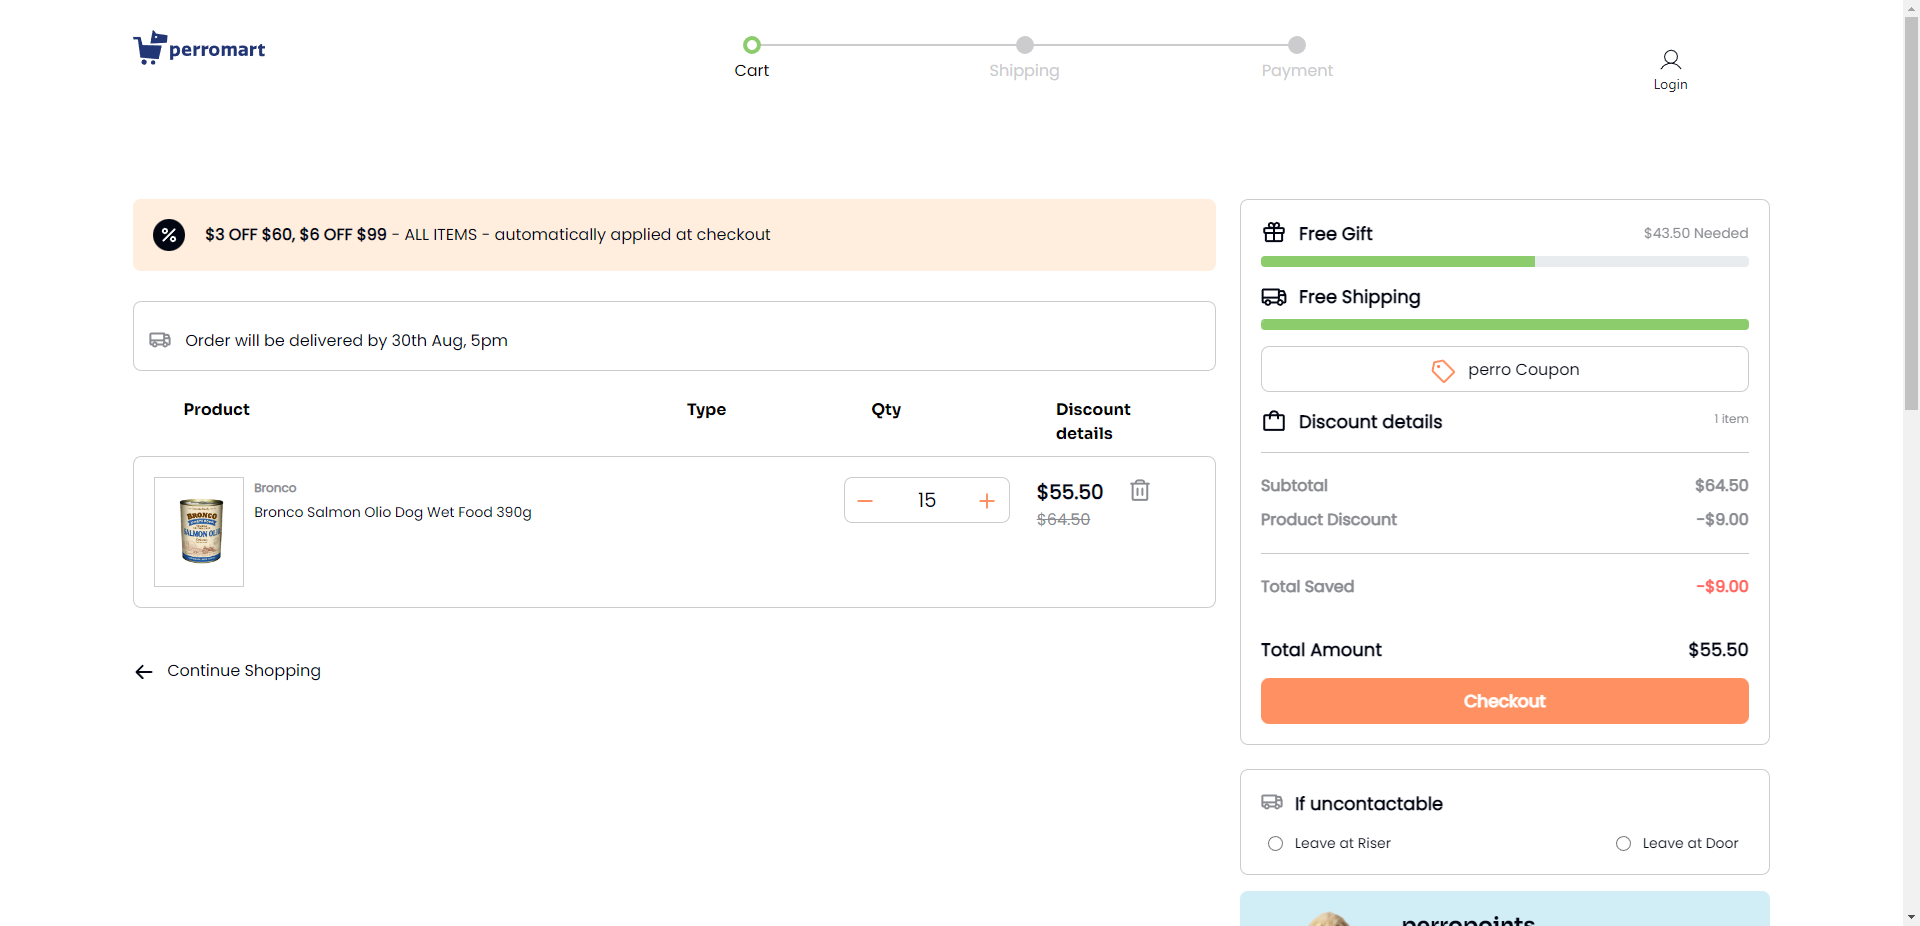 perromart
Cart
Shipping
Payment
Login
$3 OFF $60, $6 OFF $99 - ALL ITEMS - automatically applied at checkout
Order will be delivered by 30th Aug, 5pm
Product
Type
Qty
Discount
details
BRONCO
SALMON OLIO
Bronco
Bronco Salmon Olio Dog Wet Food 390g
15
$55.50
$64.50
Continue Shopping
Free Gift
$43.50 Needed
Free Shipping
perro Coupon
Discount details
1 item
Subtotal
$64.50
Product Discount
-$9.00
Total Saved
-$9.00
Total Amount
$55.50
Checkout
If uncontactable
Leave at Riser
Leave at Door
perropoints